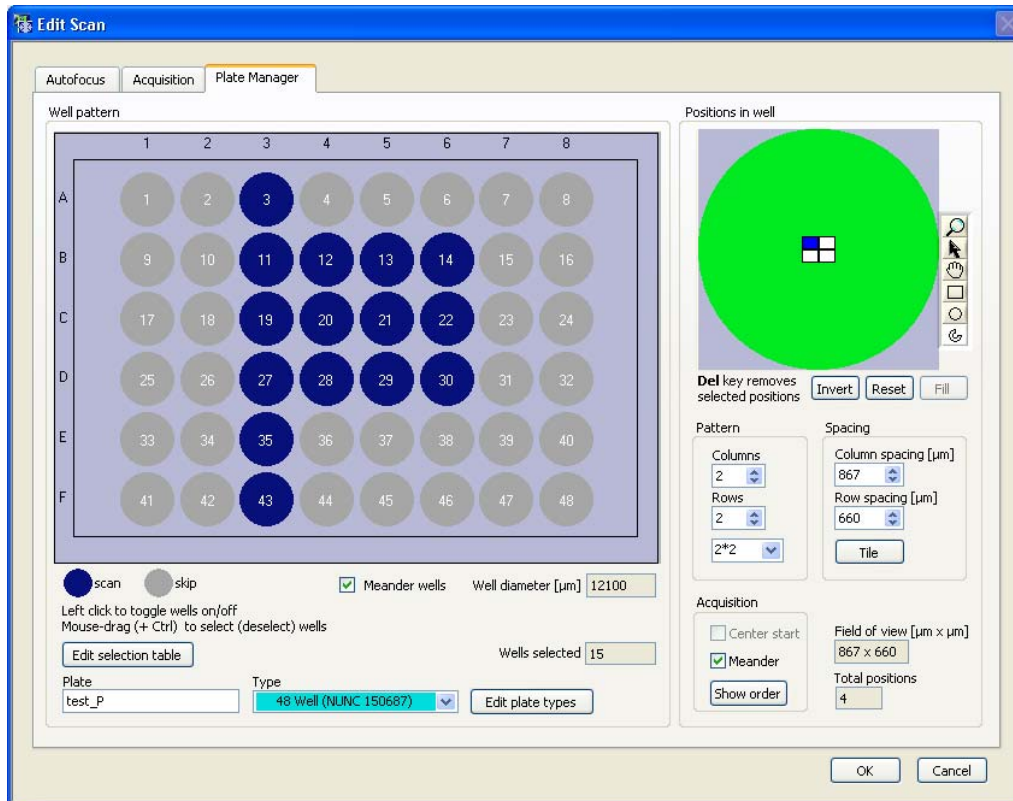 Edit Scan
Autofocus Acquisition Plate Manager
Well pattern
1 2 3 4 5 6 7 8
A 1 2 3 4 5 6 7 8
B 9 10 11 12 13 14 15 16
C 17 18 19 20 21 22 23 24
D 25 26 27 28 29 30 31 32
E 33 34 35 36 37 38 39 40
F 41 42 43 44 45 46 47 48
scan skip
Meander wells Well diameter [µm] 12100
Left click to toggle wells on/off
Mouse-drag (+ Ctrl) to select (deselect) wells
Edit selection table
Wells selected 15
Plate Type
test_P 48 Well (NUNC 150687) Edit plate types
Positions in well
Del key removes
selected positions
Invert Reset Fill
Pattern
Columns
2
Rows
2
2*2
Spacing
Column spacing [µm]
867
Row spacing [µm]
660
Tile
Acquisition
Center start
Meander
Show order
Field of view [µm x µm]
867 x 660
Total positions
4
OK Cancel